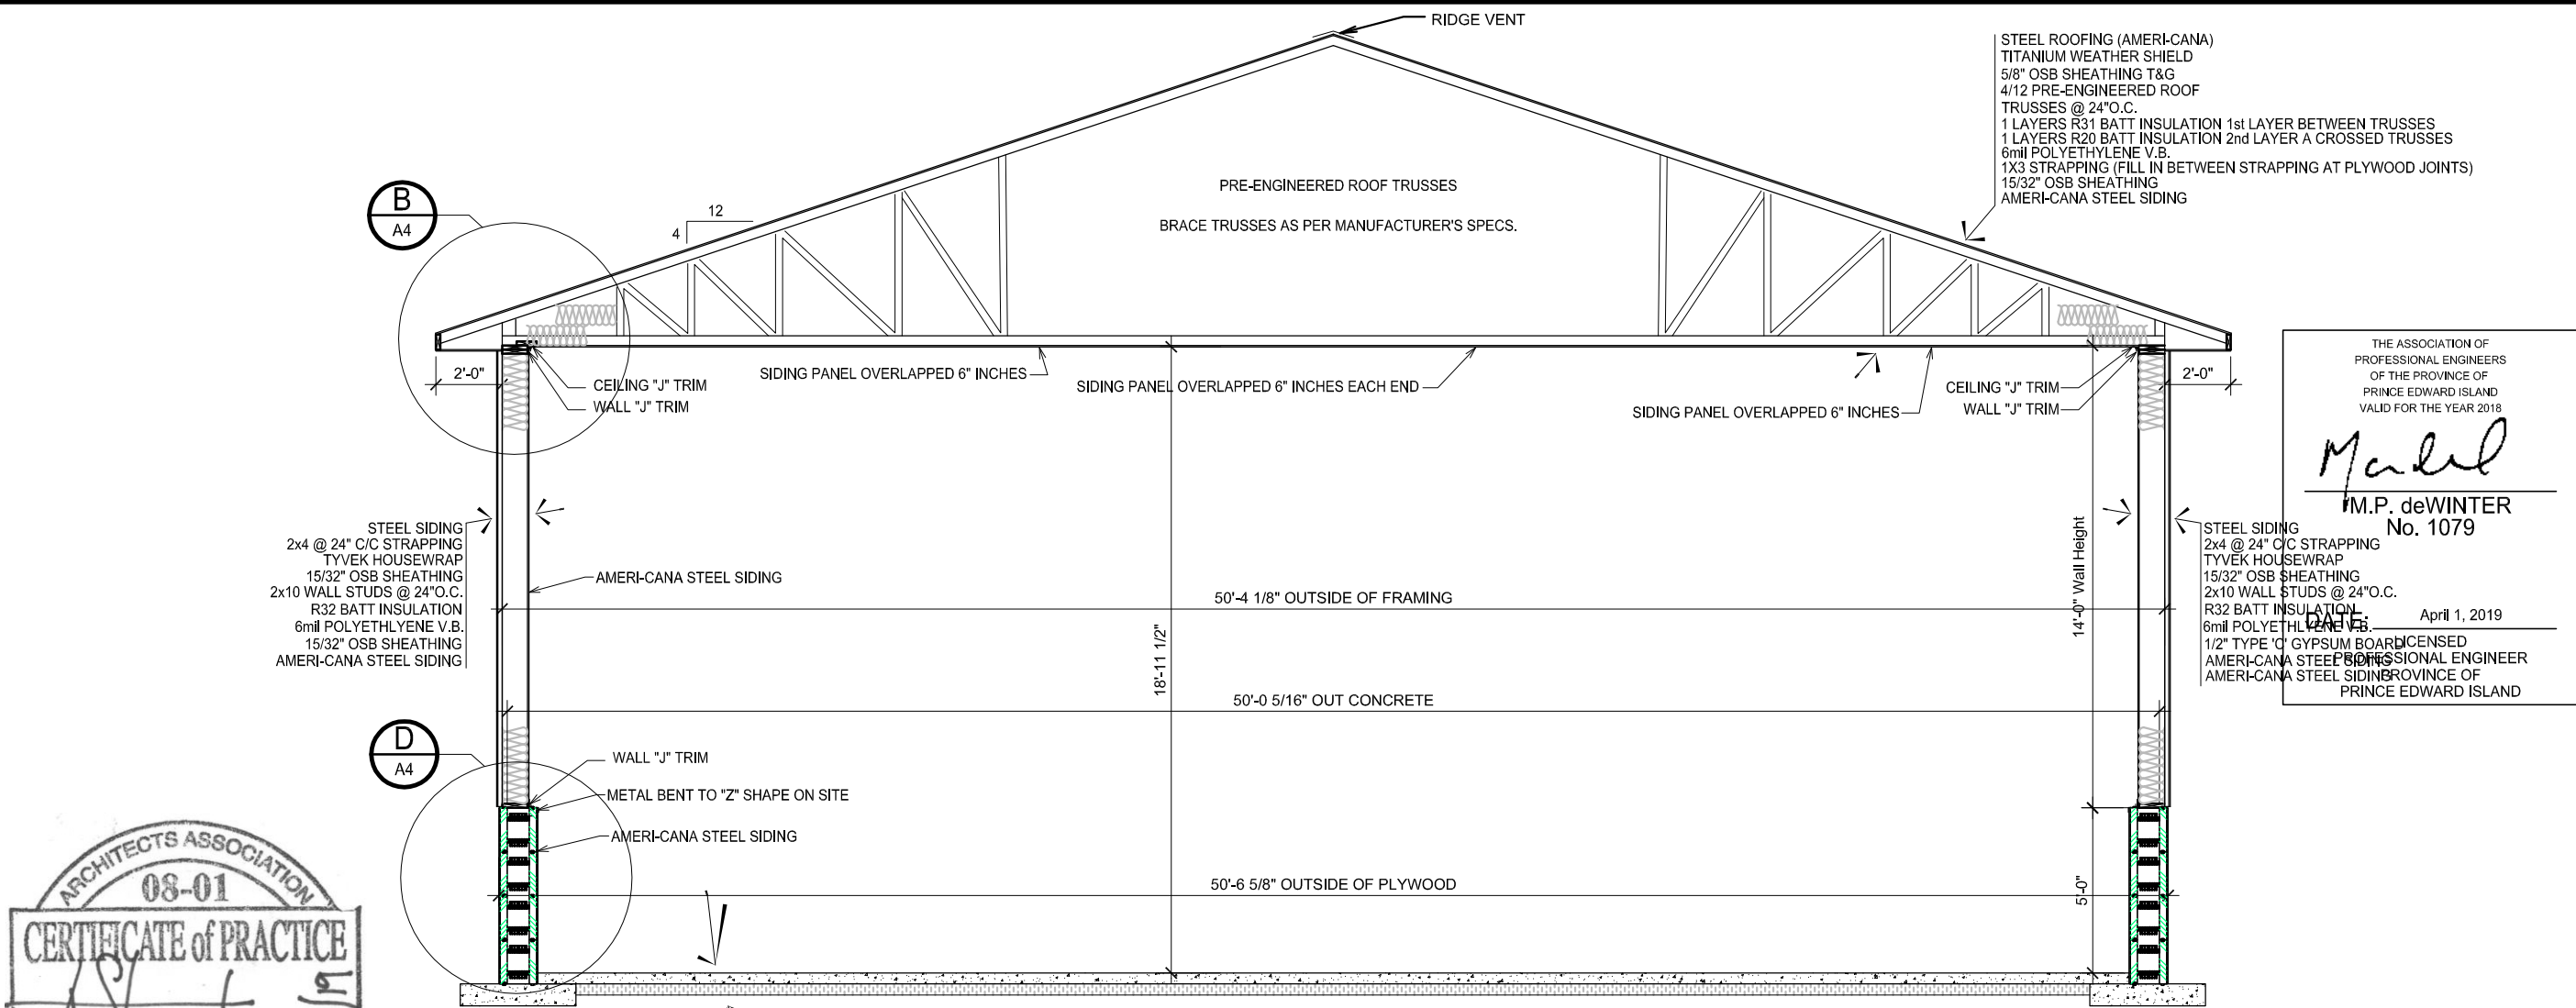 RIDGE VENT
STEEL ROOFING (AMERI-CANA)
TITANIUM WEATHER SHIELD
5/8" OSB SHEATHING T&G
4/12 PRE-ENGINEERED ROOF
TRUSSES @ 24"O.C.
1 LAYERS R31 BATT INSULATION 1st LAYER BETWEEN TRUSSES
1 LAYERS R20 BATT INSULATION 2nd LAYER A CROSSED TRUSSES
6mil POLYETHYLENE V.B.
1X3 STRAPPING (FILL IN BETWEEN STRAPPING AT PLYWOOD JOINTS)
15/32" OSB SHEATHING
AMERI-CANA STEEL SIDING
B
A4
12
4
PRE-ENGINEERED ROOF TRUSSES
BRACE TRUSSES AS PER MANUFACTURER'S SPECS.
2'-0"
CEILING "J" TRIM
WALL "J" TRIM
SIDING PANEL OVERLAPPED 6" INCHES
SIDING PANEL OVERLAPPED 6" INCHES EACH END
SIDING PANEL OVERLAPPED 6" INCHES
CEILING "J" TRIM
WALL "J" TRIM
2'-0"
THE ASSOCIATION OF
PROFESSIONAL ENGINEERS
OF THE PROVINCE OF
PRINCE EDWARD ISLAND
VALID FOR THE YEAR 2018
M.P. deWINTER
No. 1079
DATE: April 1, 2019
LICENSED
PROFESSIONAL ENGINEER
PROVINCE OF
PRINCE EDWARD ISLAND
STEEL SIDING
2x4 @ 24" C/C STRAPPING
TYVEK HOUSEWRAP
15/32" OSB SHEATHING
2x10 WALL STUDS @ 24"O.C.
R32 BATT INSULATION
6mil POLYETHLYENE V.B.
15/32" OSB SHEATHING
AMERI-CANA STEEL SIDING
AMERI-CANA STEEL SIDING
50'-4 1/8" OUTSIDE OF FRAMING
18'-11 1/2"
14'-0" Wall Height
STEEL SIDING
2x4 @ 24" C/C STRAPPING
TYVEK HOUSEWRAP
15/32" OSB SHEATHING
2x10 WALL STUDS @ 24"O.C.
R32 BATT INSULATION
6mil POLYETHLYENE V.B.
1/2" TYPE 'C' GYPSUM BOARD
AMERI-CANA STEEL SIDING
AMERI-CANA STEEL SIDING
50'-0 5/16" OUT CONCRETE
D
A4
WALL "J" TRIM
METAL BENT TO "Z" SHAPE ON SITE
AMERI-CANA STEEL SIDING
50'-6 5/8" OUTSIDE OF PLYWOOD
5'-0"
ARCHITECTS ASSOCIATION
08-01
CERTIFICATE of PRACTICE